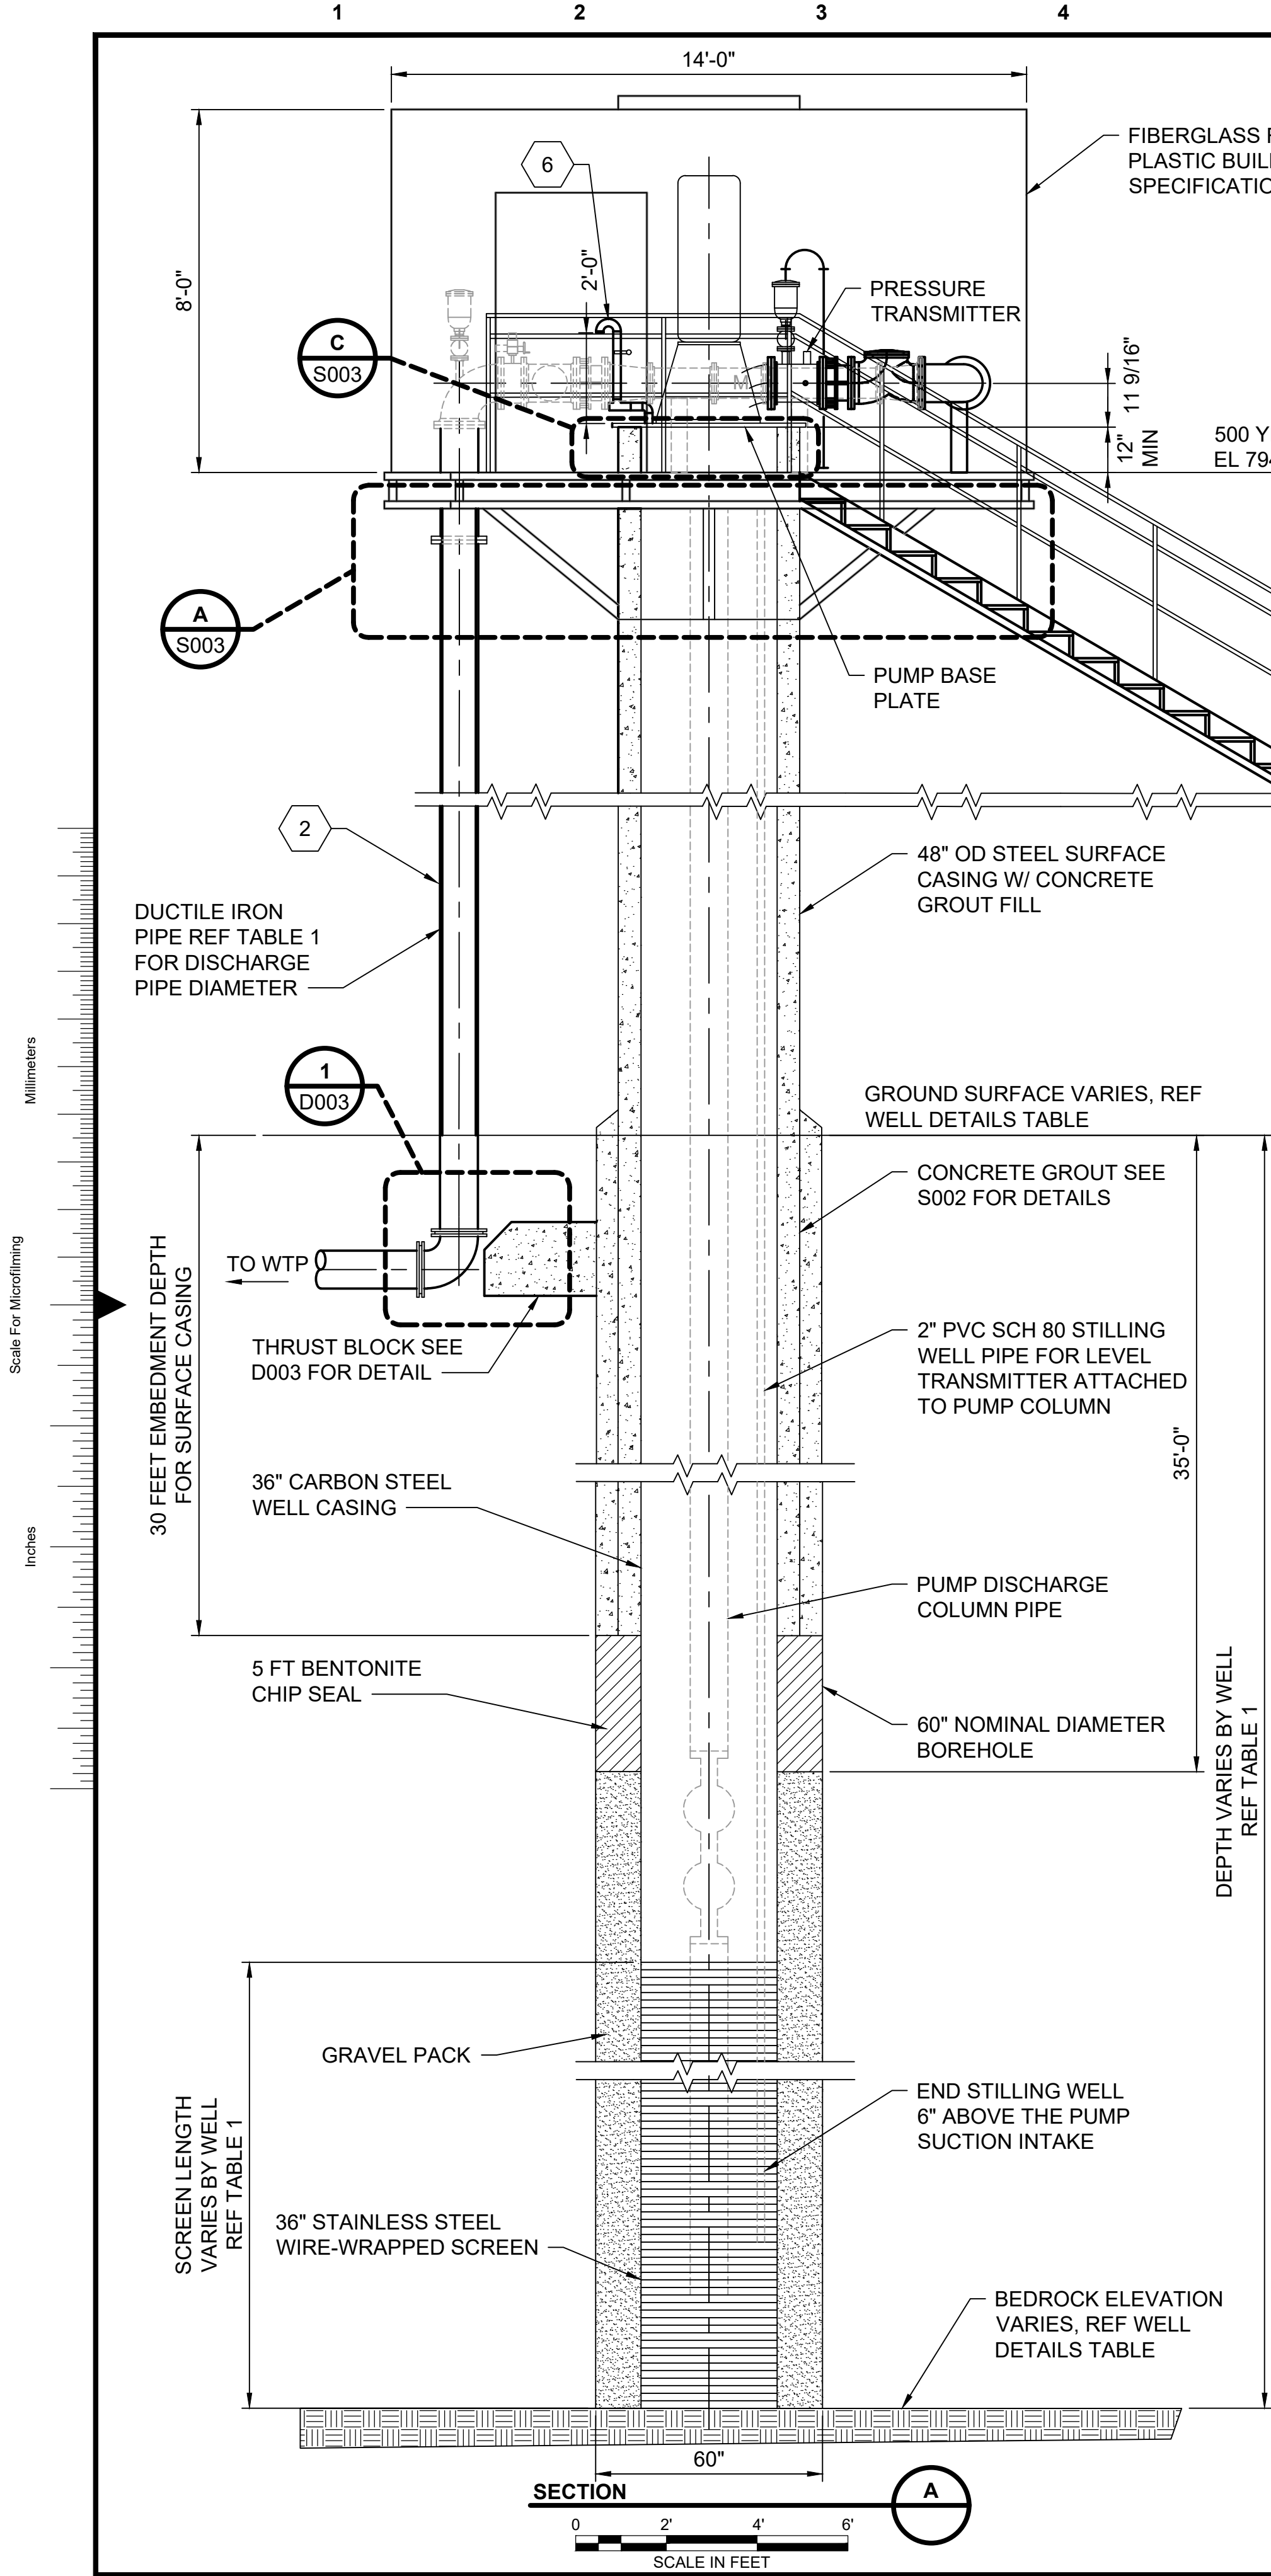 1 2 3 4
14'-0"
FIBERGLASS
PLASTIC
6
8'-0"
2'-0"
PRESSURE
TRANSMITTER
C
S003
11 9/16"
12"
MIN
500
EL
A
S003
PUMP BASE
PLATE
2
48" OD STEEL SURFACE
CASING W/ CONCRETE
GROUT FILL
DUCTILE IRON
PIPE REF TABLE 1
FOR DISCHARGE
PIPE DIAMETER
Millimeters
1
D003
GROUND SURFACE VARIES, REF
WELL DETAILS TABLE
CONCRETE GROUT SEE
S002 FOR DETAILS
TO WTP
30 FEET EMBEDMENT DEPTH
FOR SURFACE CASING
Scale For Microfilming
THRUST BLOCK SEE
D003 FOR DETAIL
2" PVC SCH 80 STILLING
WELL PIPE FOR LEVEL
TRANSMITTER ATTACHED
TO PUMP COLUMN
35'-0"
36" CARBON STEEL
WELL CASING
Inches
PUMP DISCHARGE
COLUMN PIPE
5 FT BENTONITE
CHIP SEAL
60" NOMINAL DIAMETER
BOREHOLE
DEPTH VARIES BY WELL
REF TABLE 1
GRAVEL PACK
END STILLING WELL
6" ABOVE THE PUMP
SUCTION INTAKE
SCREEN LENGTH
VARIES BY WELL
REF TABLE 1
36" STAINLESS STEEL
WIRE-WRAPPED SCREEN
BEDROCK ELEVATION
VARIES, REF WELL
DETAILS TABLE
60"
SECTION
A
0 2' 4' 6'
SCALE IN FEET